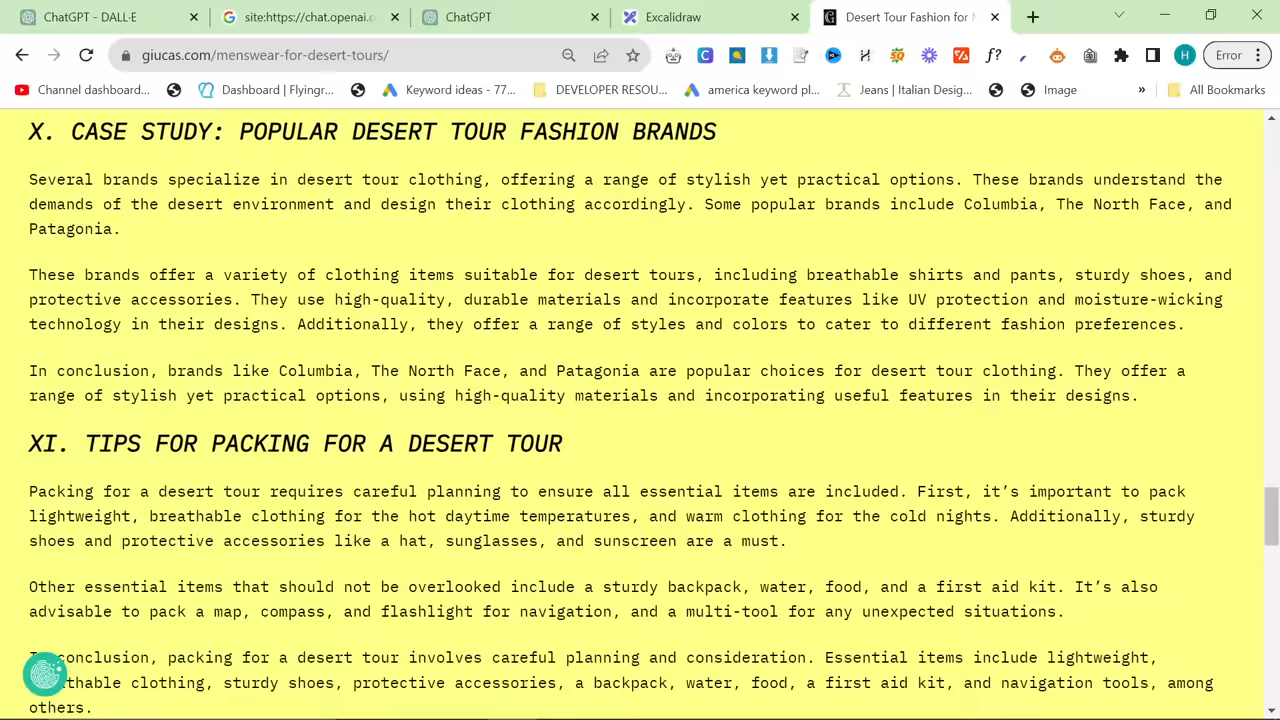 ChatGPT - DALL·E
site:https://chat.openai.c
ChatGPT
Excalidraw
Desert Tour Fashion for M
giucas.com/menswear-for-desert-tours/
Error
Channel dashboard...
Dashboard | Flyingr...
Keyword ideas - 77...
DEVELOPER RESOU...
america keyword pl...
Jeans | Italian Desig...
Image
»
All Bookmarks
X. CASE STUDY: POPULAR DESERT TOUR FASHION BRANDS
Several brands specialize in desert tour clothing, offering a range of stylish yet practical options. These brands understand the
demands of the desert environment and design their clothing accordingly. Some popular brands include Columbia, The North Face, and
Patagonia.
These brands offer a variety of clothing items suitable for desert tours, including breathable shirts and pants, sturdy shoes, and
protective accessories. They use high-quality, durable materials and incorporate features like UV protection and moisture-wicking
technology in their designs. Additionally, they offer a range of styles and colors to cater to different fashion preferences.
In conclusion, brands like Columbia, The North Face, and Patagonia are popular choices for desert tour clothing. They offer a
range of stylish yet practical options, using high-quality materials and incorporating useful features in their designs.
XI. TIPS FOR PACKING FOR A DESERT TOUR
Packing for a desert tour requires careful planning to ensure all essential items are included. First, it's important to pack
lightweight, breathable clothing for the hot daytime temperatures, and warm clothing for the cold nights. Additionally, sturdy
shoes and protective accessories like a hat, sunglasses, and sunscreen are a must.
Other essential items that should not be overlooked include a sturdy backpack, water, food, and a first aid kit. It's also
advisable to pack a map, compass, and flashlight for navigation, and a multi-tool for any unexpected situations.
conclusion, packing for a desert tour involves careful planning and consideration. Essential items include lightweight,
clothing, sturdy shoes, protective accessories, a backpack, water, food, a first aid kit, and navigation tools, among
others.